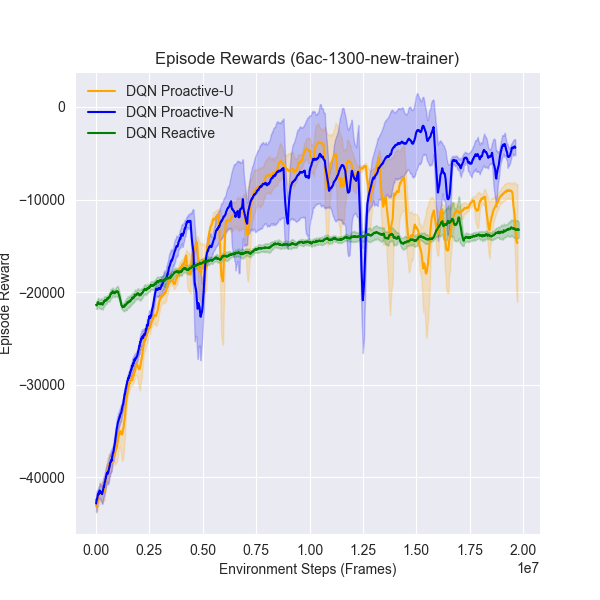 Episode Rewards (6ac-1300-new-trainer)
DQN Proactive-U
DQN Proactive-N
DQN Reactive
0
−10000
−20000
−30000
−40000
Episode Reward
0.00 0.25 0.50 0.75 1.00 1.25 1.50 1.75 2.00
1e7
Environment Steps (Frames)